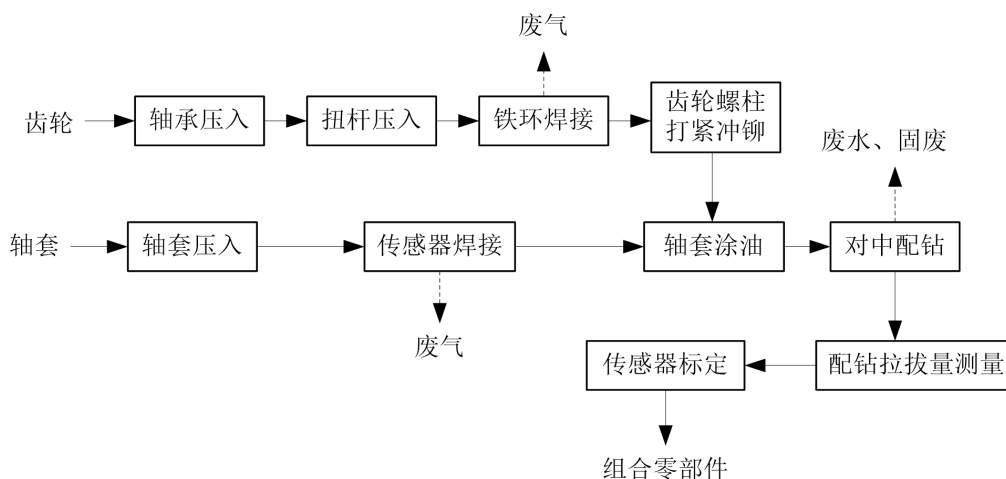 废气
齿轮
轴承压入
扭杆压入
铁环焊接
齿轮螺柱
打紧冲铆
废水、固废
轴套
轴套压入
传感器焊接
轴套涂油
对中配钻
废气
传感器标定
配钻拉拔量测量
组合零部件